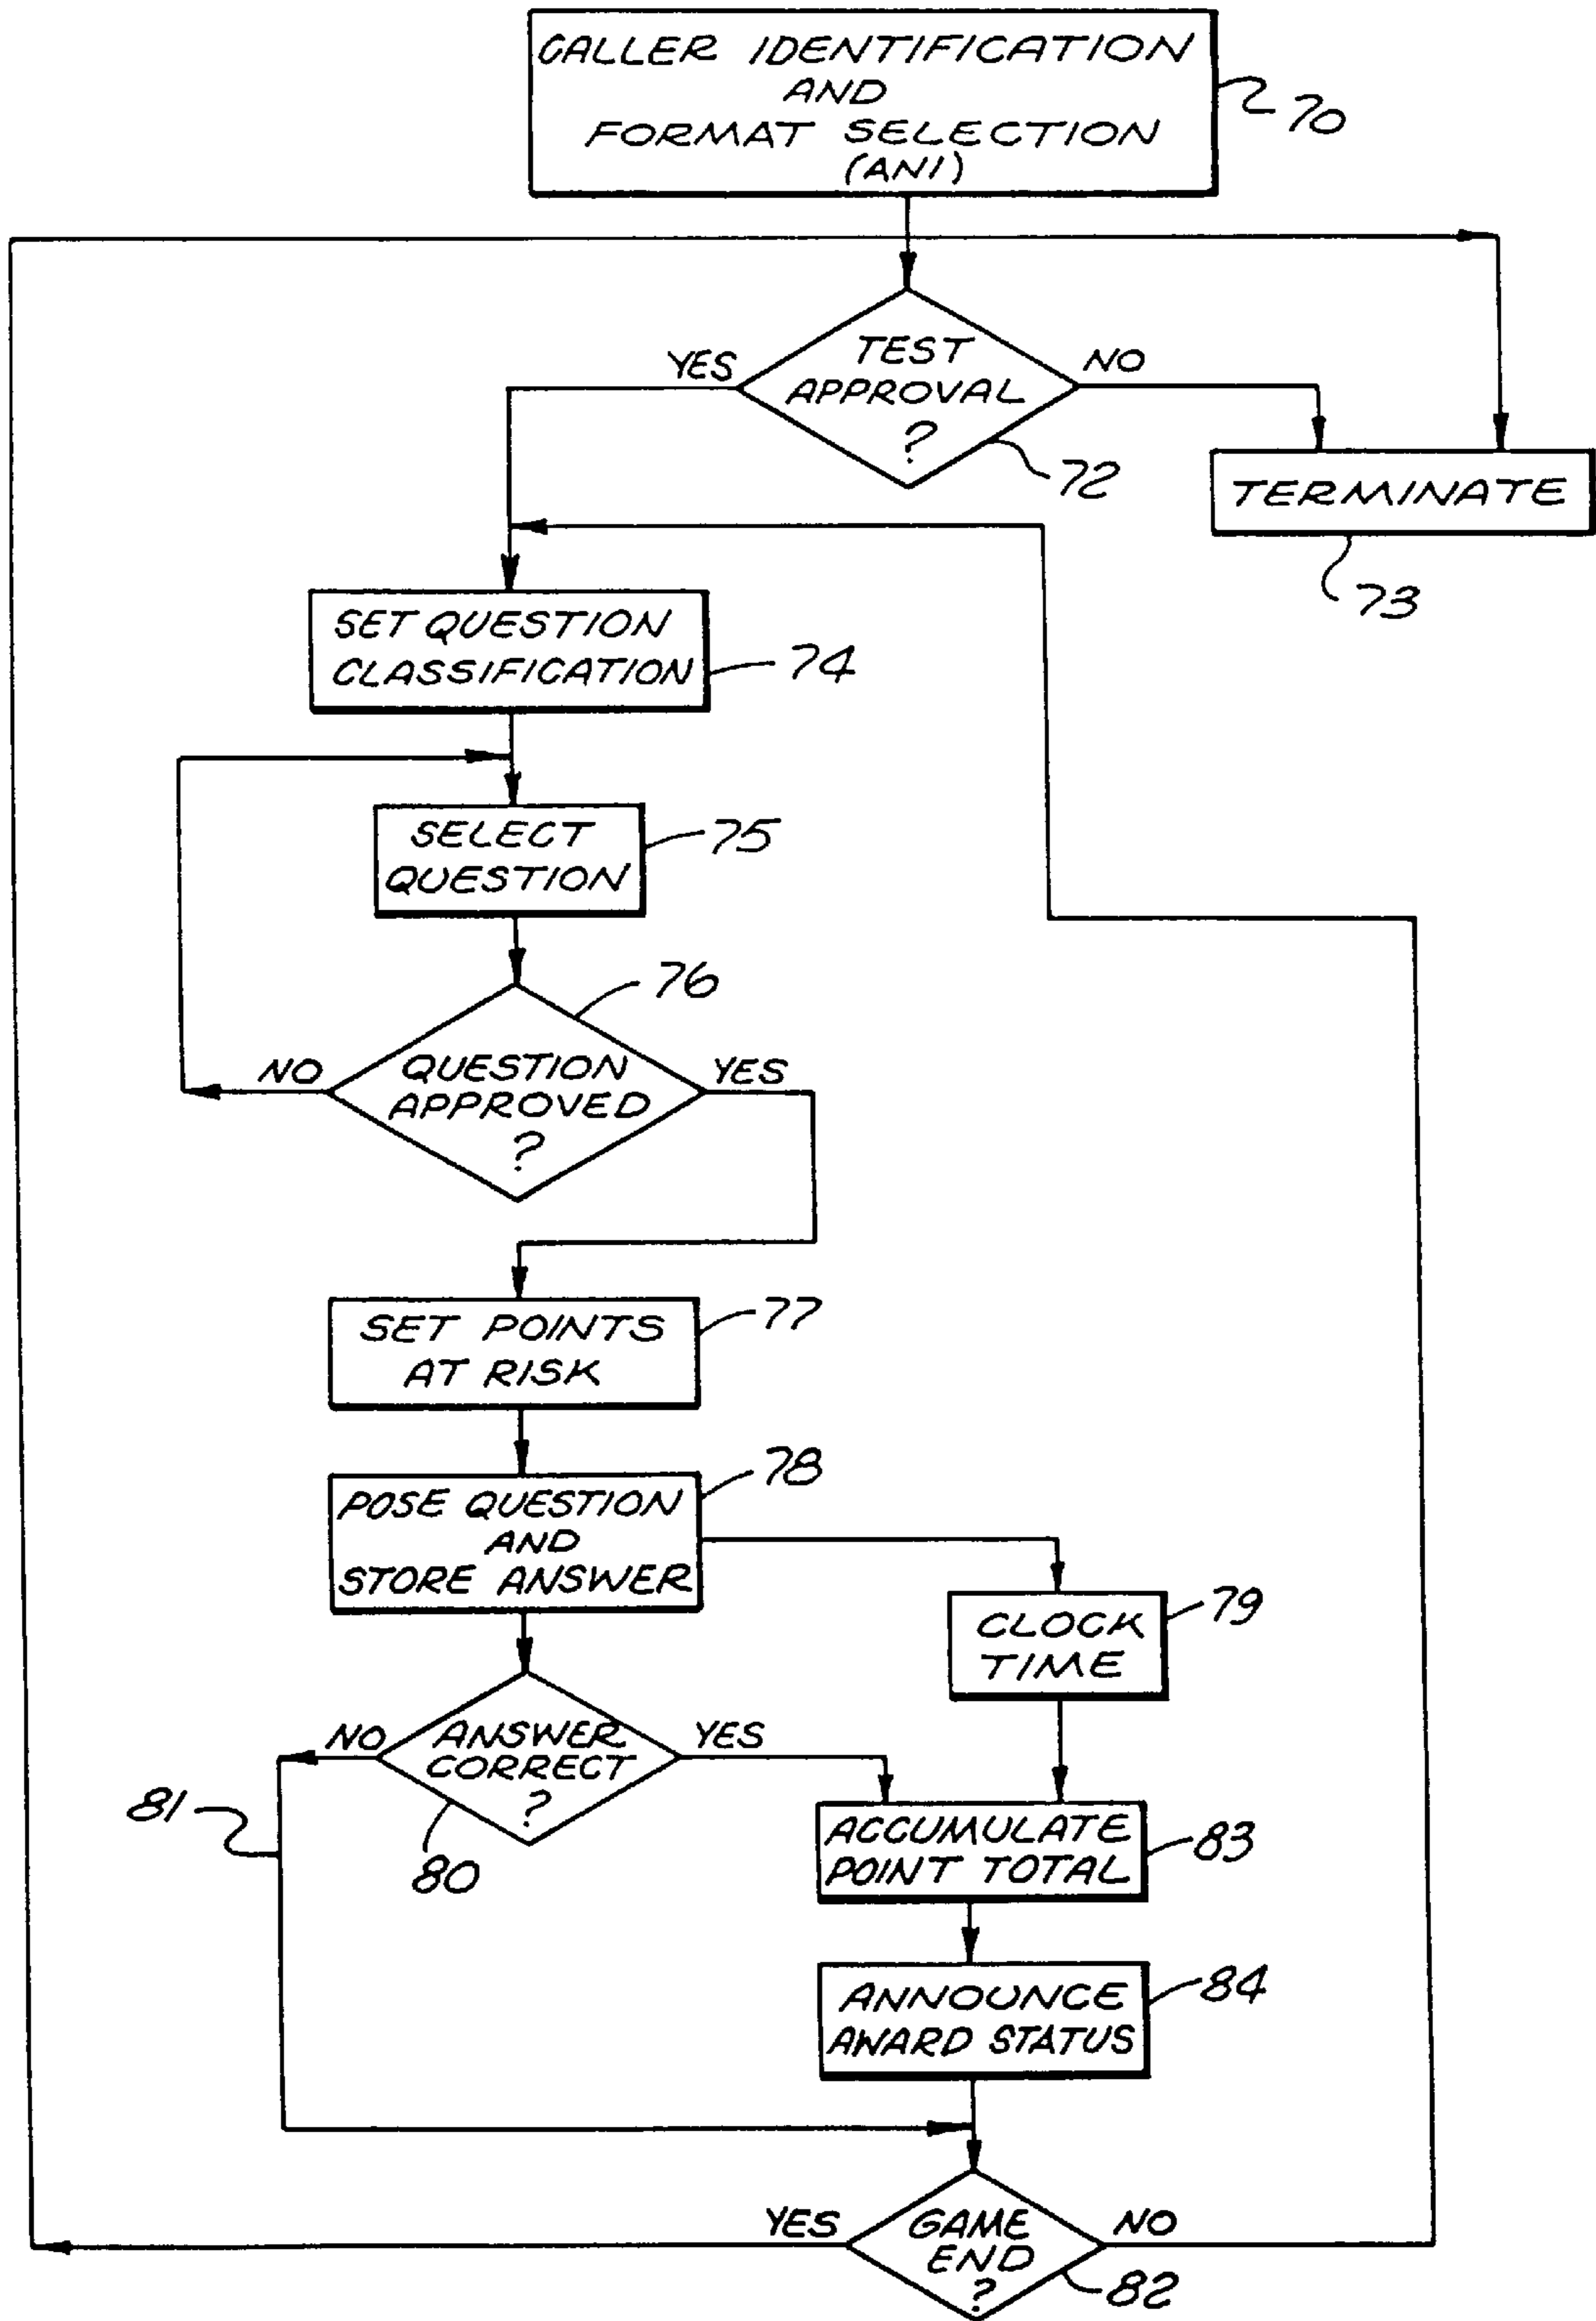 CALLER IDENTIFICATION
AND
FORMAT SELECTION
(ANI)
70
TEST
APPROVAL
?
YES
NO
72
TERMINATE
73
SET QUESTION
CLASSIFICATION
74
SELECT
QUESTION
75
76
QUESTION
APPROVED
?
NO
YES
SET POINTS
AT RISK
77
POSE QUESTION
AND
STORE ANSWER
78
CLOCK
TIME
79
ANSWER
CORRECT
?
NO
YES
80
81
ACCUMULATE
POINT TOTAL
83
ANNOUNCE
AWARD STATUS
84
GAME
END
?
YES
NO
82